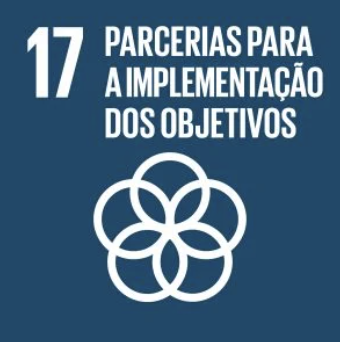 17 PARCERIAS PARA
A IMPLEMENTAÇÃO
DOS OBJETIVOS